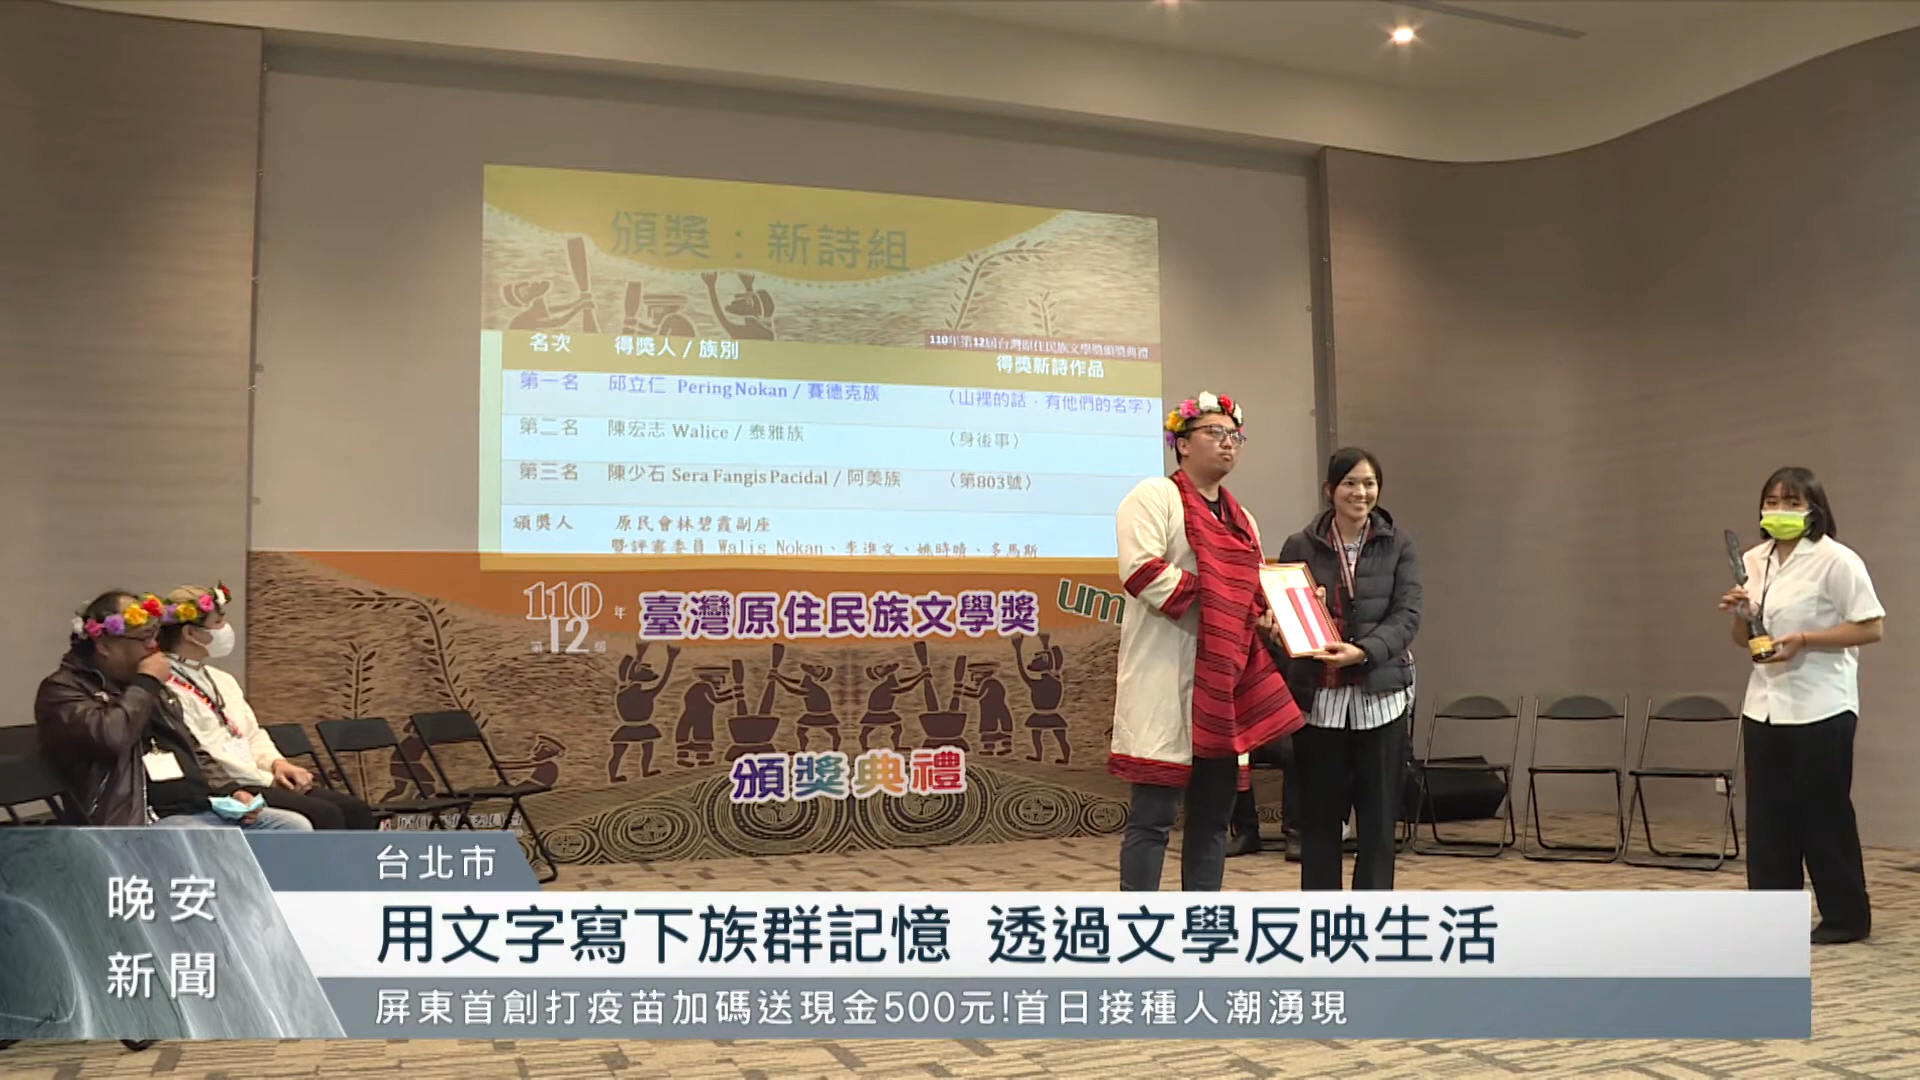 頒獎：新詩組
110年第12屆台灣原住民族文學獎頒獎典禮
名次 得獎人 / 族別 得獎新詩作品
第一名 邱立仁 Pering Nokan / 賽德克族 〈山裡的話，有他們的名字〉
第二名 陳宏志 Walice / 泰雅族 〈身後事〉
第三名 陳少石 Sera Fangis Pacidal / 阿美族 〈第803號〉
頒獎人 原民會林碧霞副座
暨評審委員 Walis Nokan、李進文、姚時晴、多馬斯
110年 臺灣原住民族文學獎
第12屆
um
頒獎典禮
台北市
晚安
新聞
用文字寫下族群記憶 透過文學反映生活
屏東首創打疫苗加碼送現金500元!首日接種人潮湧現